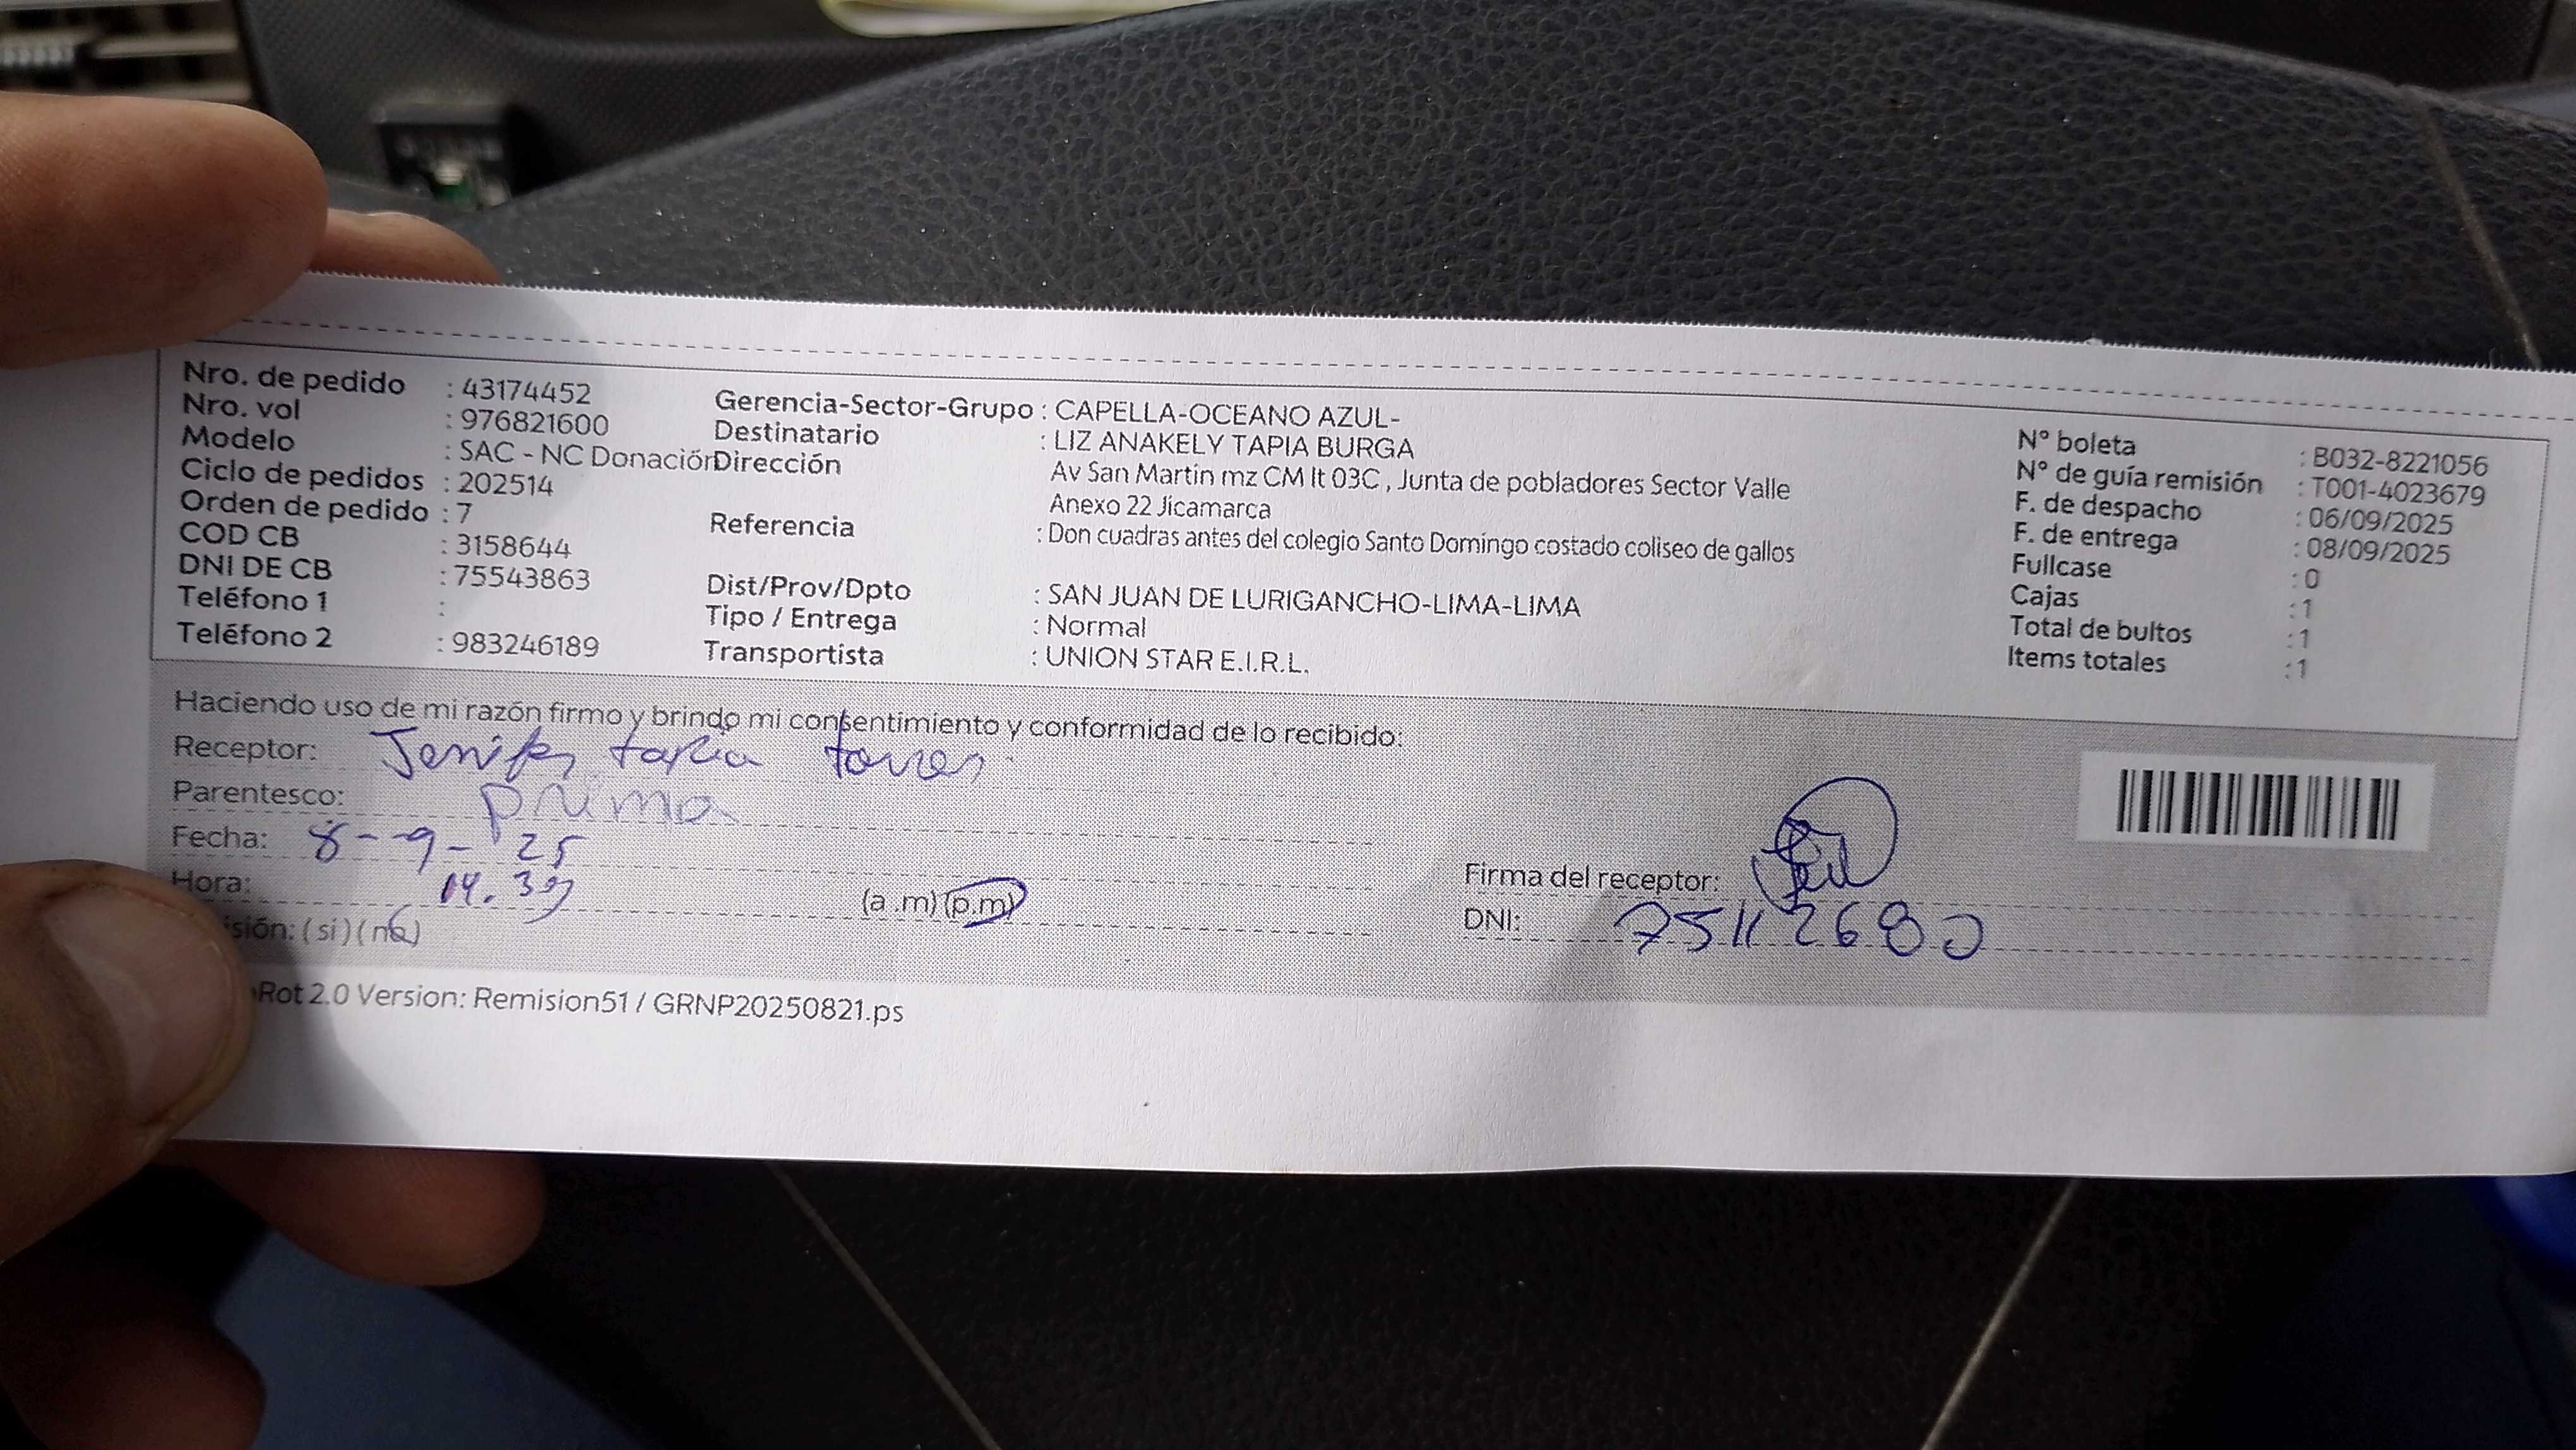 Nro. de pedido : 43174452
Nro. vol : 976821600
Modelo : SAC - NC Donación
Ciclo de pedidos : 202514
Orden de pedido : 7
COD CB : 3158644
DNI DE CB : 75543863
Teléfono 1 :
Teléfono 2 : 983246189
Gerencia-Sector-Grupo : CAPELLA-OCEANO AZUL-
Destinatario : LIZ ANAKELY TAPIA BURGA
Dirección Av San Martin mz CM lt 03C , Junta de pobladores Sector Valle
Anexo 22 Jicamarca
Referencia : Don cuadras antes del colegio Santo Domingo costado coliseo de gallos
Dist/Prov/Dpto : SAN JUAN DE LURIGANCHO-LIMA-LIMA
Tipo / Entrega : Normal
Transportista : UNION STAR E.I.R.L.
N° boleta : B032-8221056
N° de guía remisión : T001-4023679
F. de despacho : 06/09/2025
F. de entrega : 08/09/2025
Fullcase : 0
Cajas : 1
Total de bultos : 1
Items totales : 1
Haciendo uso de mi razón firmo y brindo mi consentimiento y conformidad de lo recibido:
Receptor: tapia torres
Parentesco: prima
Fecha: 8-9-25
Hora: 14. (a .m) (p.m)
(si) (no)
Firma del receptor:
DNI: 75112680
Rot 2.0 Version: Remision51 / GRNP20250821.ps